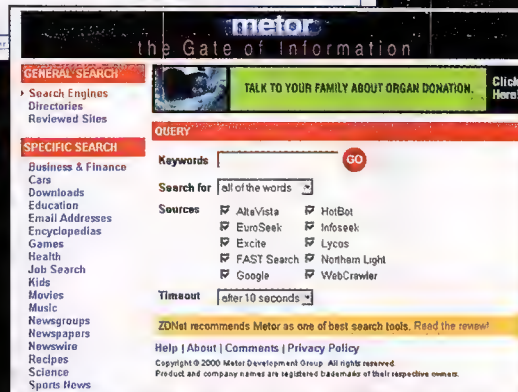 metor
the Gate of Information
GENERAL SEARCH
Search Engines
Directories
Reviewed Sites
SPECIFIC SEARCH
Business & Finance
Cars
Downloads
Education
Email Addresses
Encyclopedias
Games
Health
Job Search
Kids
Movies
Music
Newsgroups
Newspapers
Newswire
Recipes
Science
Sports News
TALK TO YOUR FAMILY ABOUT ORGAN DONATION.
Click
Here!
QUERY
Keywords GO
Search for all of the words
Sources AltaVista HotBot
EuroSeek Infoseek
Excite Lycos
FAST Search Northern Light
Google WebCrawler
Timeout after 10 seconds
ZDNet recommends Metor as one of best search tools. Read the review!
Help | About | Comments | Privacy Policy
Copyright © 2000 Metor Development Group. All rights reserved.
Product and company names are registered trademarks of their respective owners.